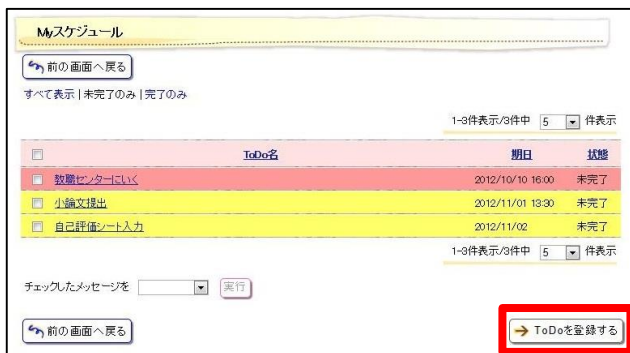 Myスケジュール
前の画面へ戻る
すべて表示 | 未完了のみ | 完了のみ
1-3件表示/3件中 5 件表示
ToDo名 期日 状態
教職センターにいく 2012/10/10 16:00 未完了
小論文提出 2012/11/01 13:30 未完了
自己評価シート入力 2012/11/02 未完了
1-3件表示/3件中 5 件表示
チェックしたメッセージを 実行
前の画面へ戻る ToDoを登録する